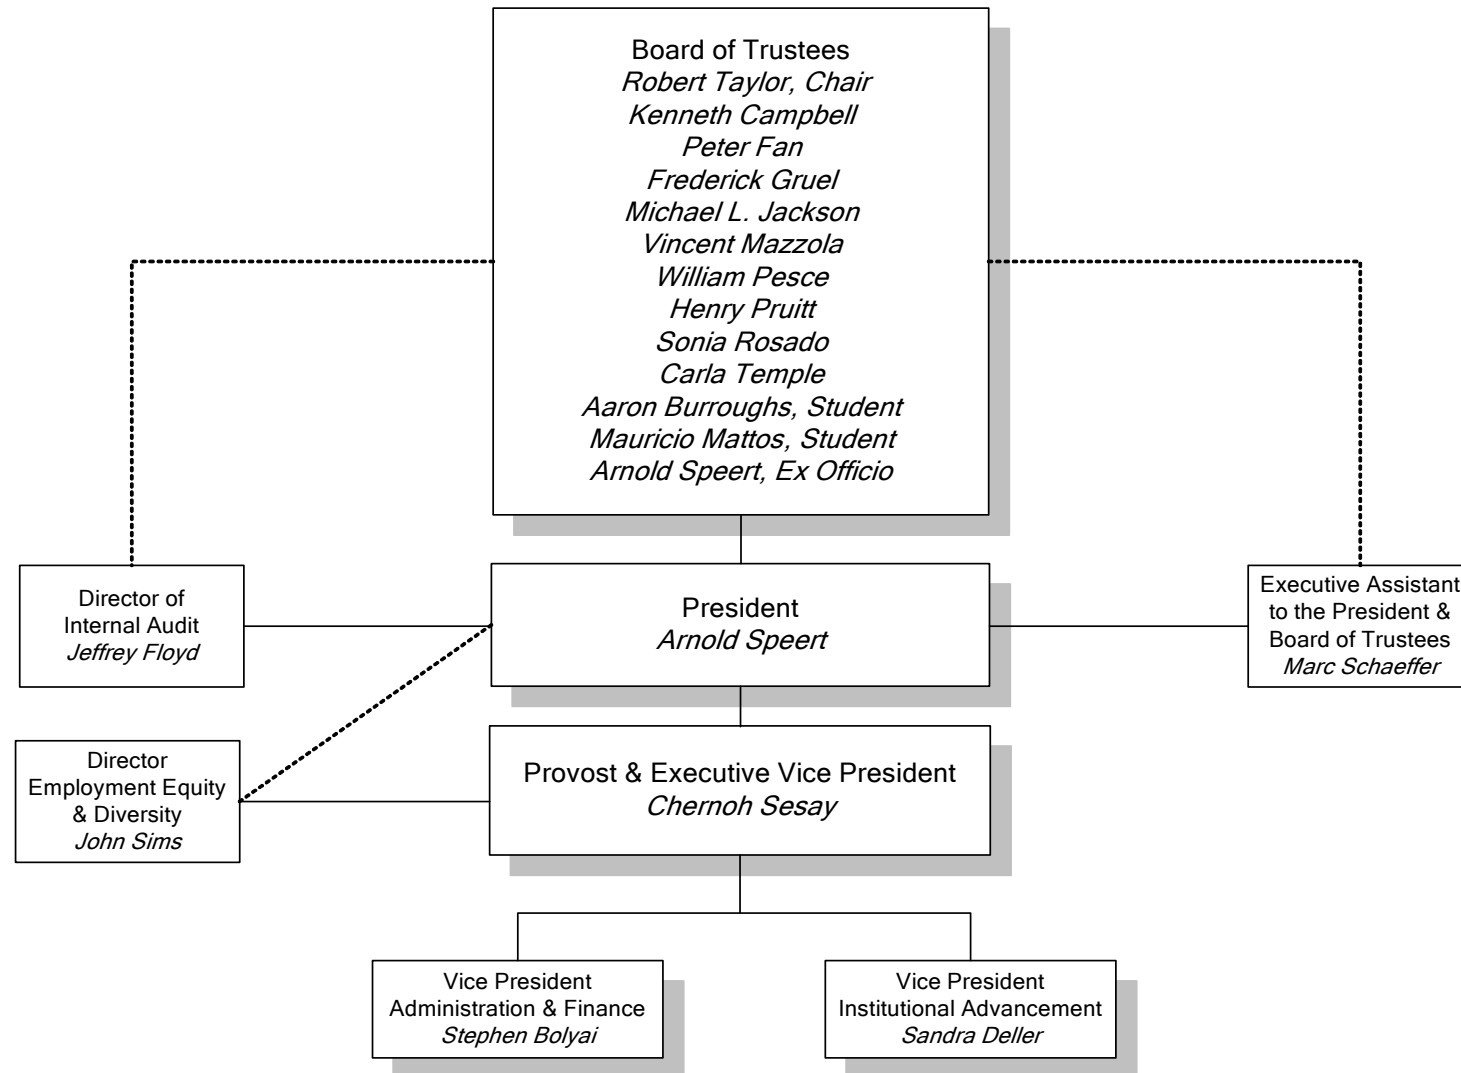 Board of Trustees
Robert Taylor, Chair
Kenneth Campbell
Peter Fan
Frederick Gruel
Michael L. Jackson
Vincent Mazzola
William Pesce
Henry Pruitt
Sonia Rosado
Carla Temple
Aaron Burroughs, Student
Mauricio Mattos, Student
Arnold Speert, Ex Officio
Director of
Internal Audit
Jeffrey Floyd
President
Arnold Speert
Executive Assistant
to the President &
Board of Trustees
Marc Schaeffer
Director
Employment Equity
& Diversity
John Sims
Provost & Executive Vice President
Chernoh Sesay
Vice President
Administration & Finance
Stephen Bolyai
Vice President
Institutional Advancement
Sandra Deller